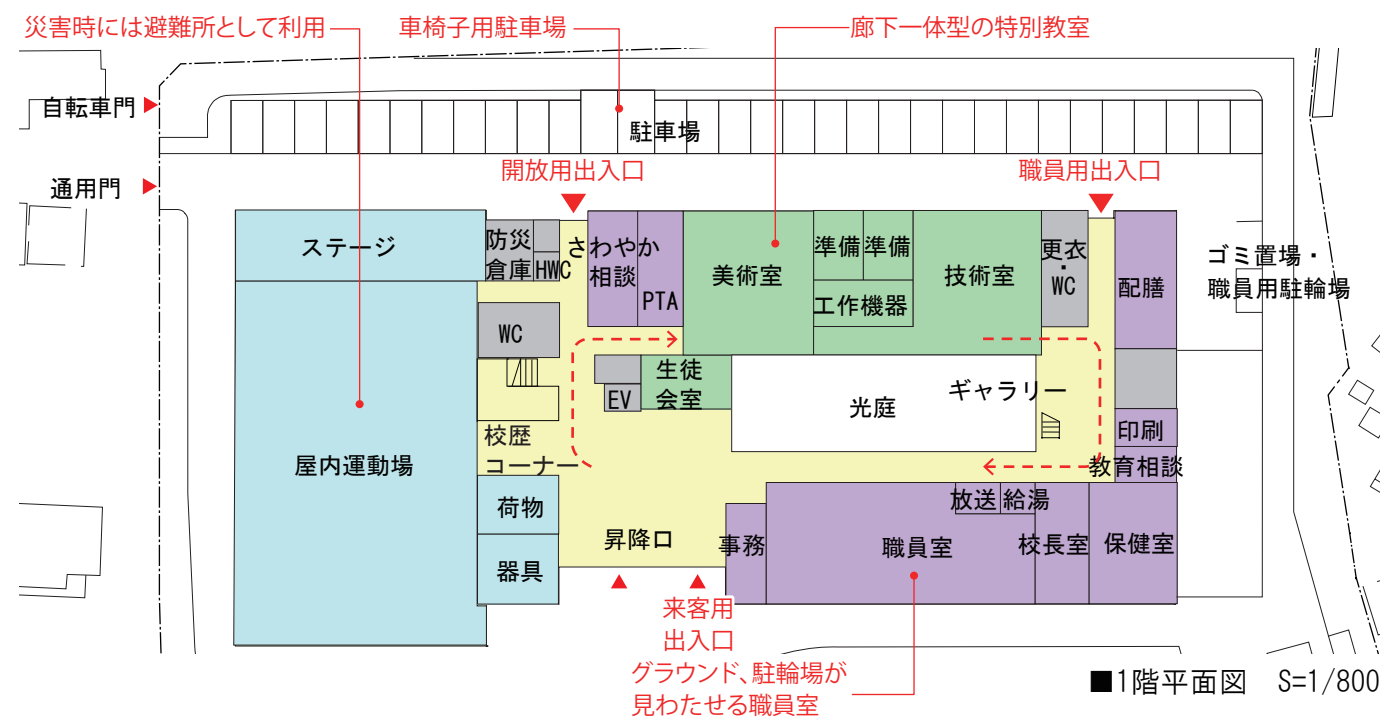 災害時には避難所として利用
車椅子用駐車場
廊下一体型の特別教室
自転車門
駐車場
通用門
開放用出入口
職員用出入口
ステージ
防災
倉庫
HWC
さわやか
相談
PTA
美術室
準備
準備
工作機器
技術室
更衣
・
WC
配膳
ゴミ置場・
職員用駐輪場
WC
EV
生徒
会室
光庭
ギャラリー
印刷
教育相談
校歴
コーナー
屋内運動場
荷物
器具
昇降口
事務
職員室
放送
給湯
校長室
保健室
来客用
出入口
グラウンド、駐輪場が
見わたせる職員室
■1階平面図 S=1/800